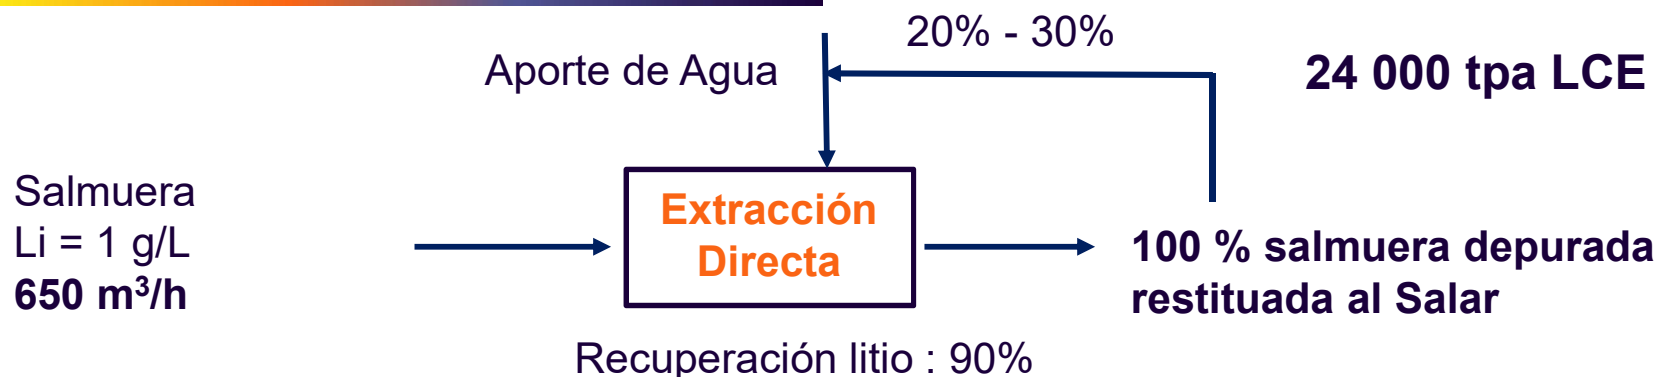 20% - 30%
Aporte de Agua
24 000 tpa LCE
Salmuera
Li = 1 g/L
650 m³/h
Extracción
Directa
100 % salmuera depurada
restituada al Salar
Recuperación litio : 90%